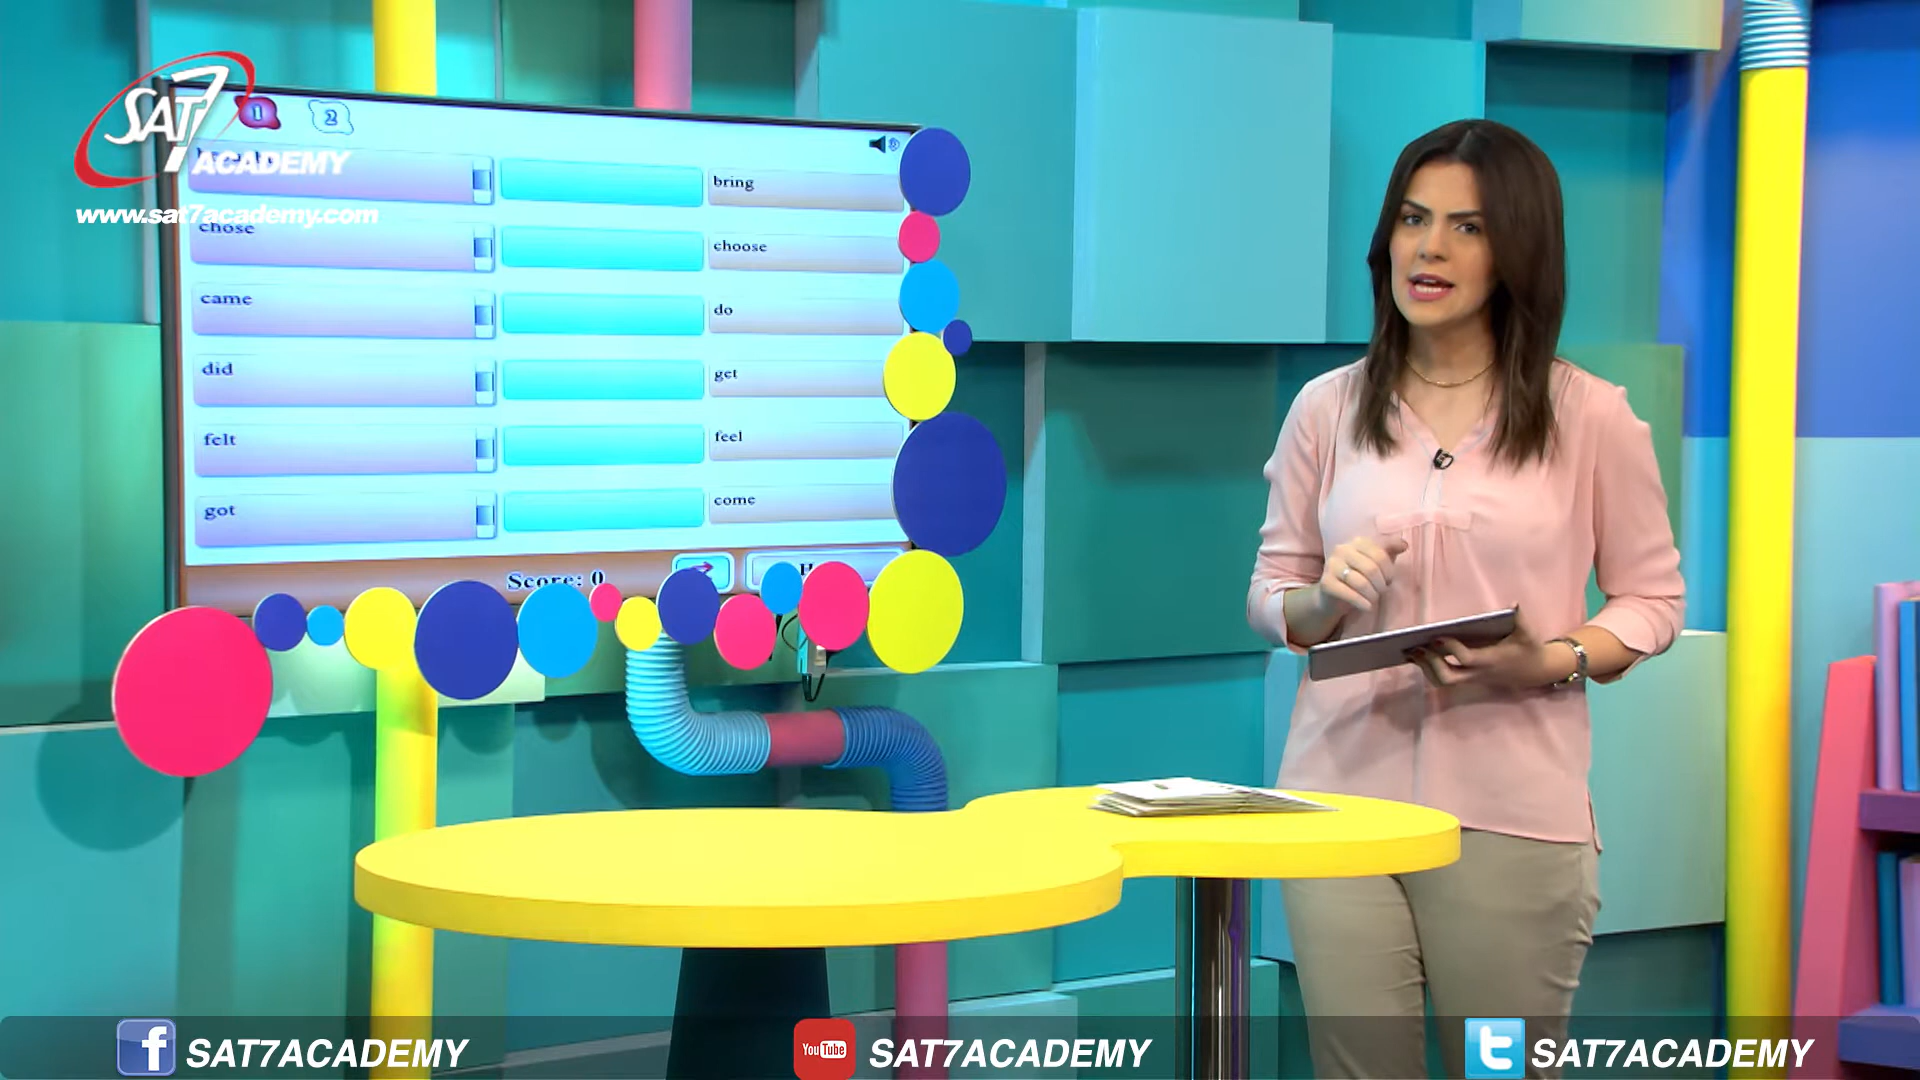 SAT7 ACADEMY
www.sat7academy.com
1 2
bring
chose choose
came do
did get
felt feel
got come
Score: 0
SAT7ACADEMY
YouTube
SAT7ACADEMY
SAT7ACADEMY